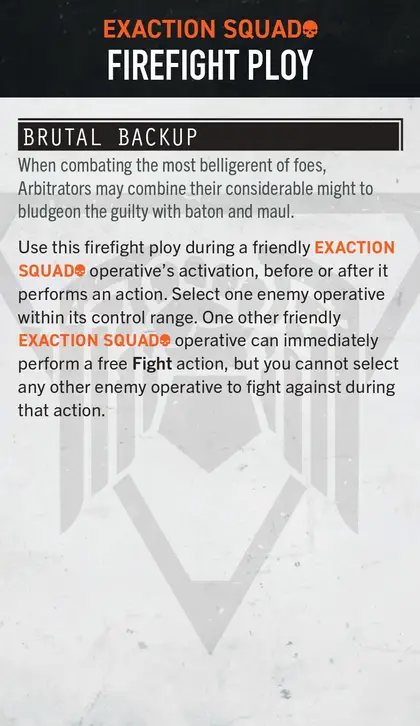 EXACTION SQUAD
FIREFIGHT PLOY
BRUTAL BACKUP
When combating the most belligerent of foes,
Arbitrators may combine their considerable might to
bludgeon the guilty with baton and maul.
Use this firefight ploy during a friendly EXACTION
SQUAD operative’s activation, before or after it
performs an action. Select one enemy operative
within its control range. One other friendly
EXACTION SQUAD operative can immediately
perform a free Fight action, but you cannot select
any other enemy operative to fight against during
that action.